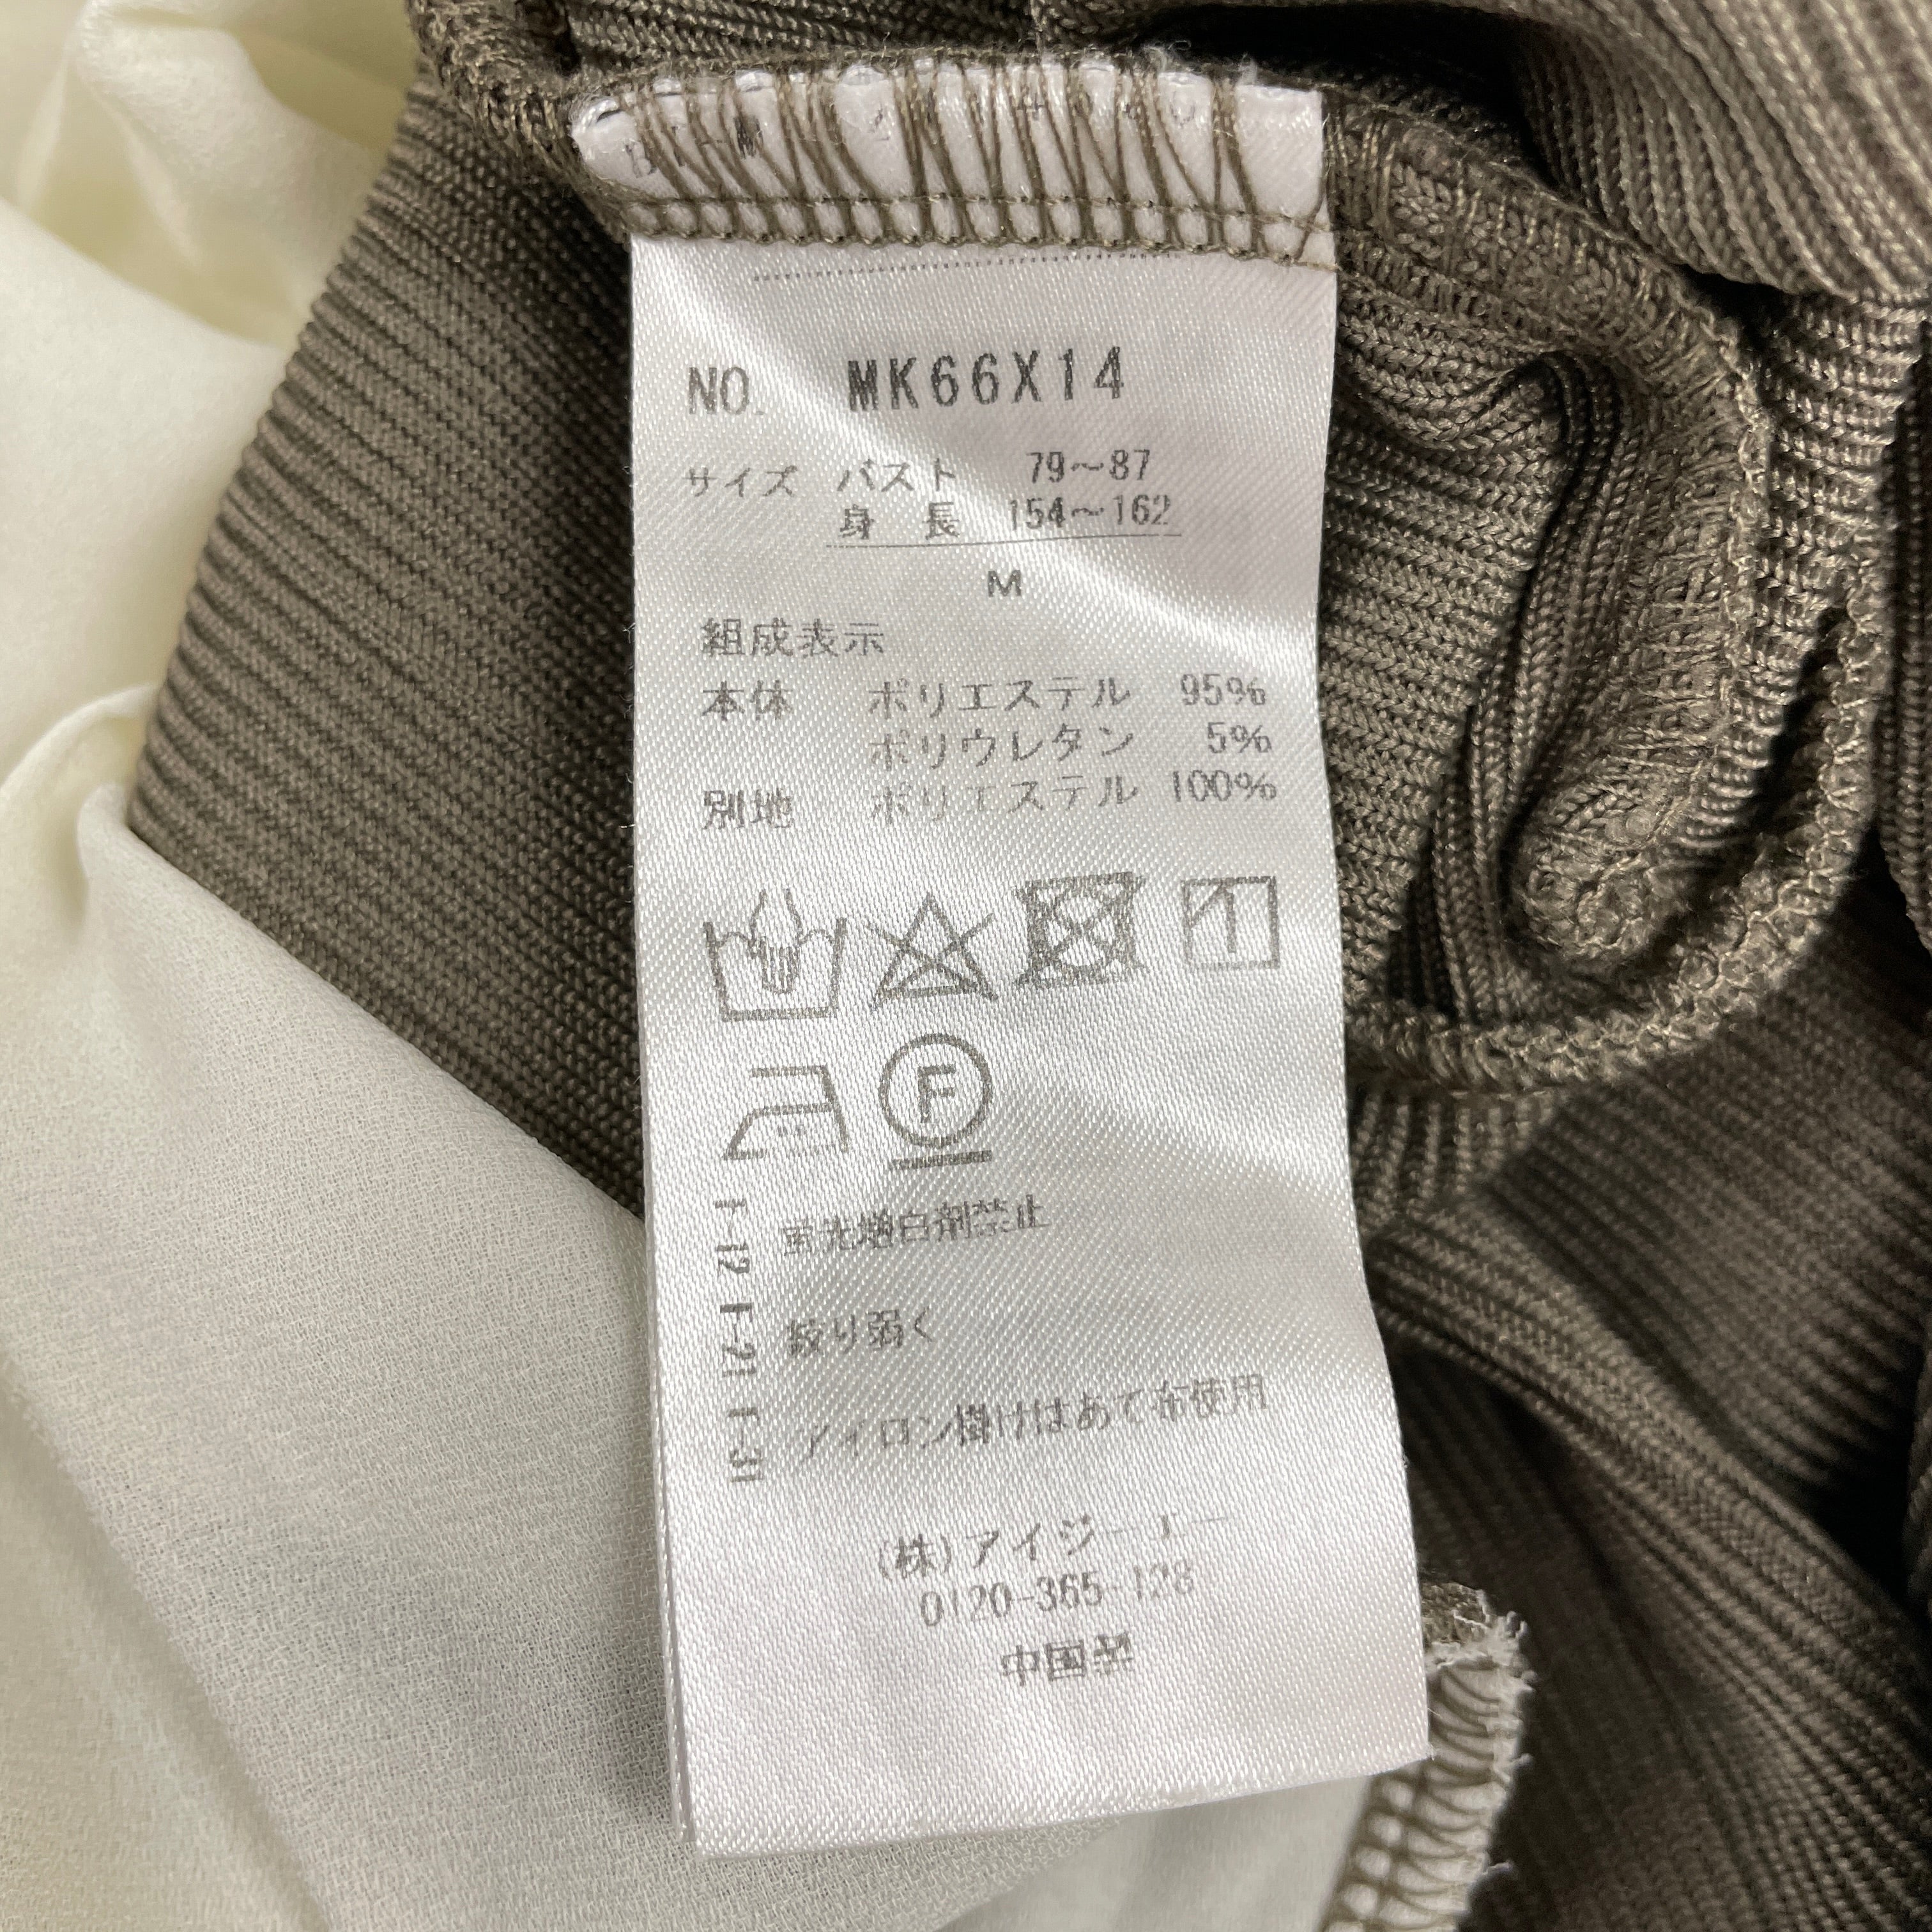 NO. MK66X14
サイズ バスト 79～87
身 長 154～162
M
組成表示
本体 ポリエステル 95%
ポリウレタン 5%
別地 ポリエステル 100%
F
蛍光増白剤禁止
絞り弱く
アイロン掛けはあて布使用
(株)アイジーエー
0120-365-128
中国製